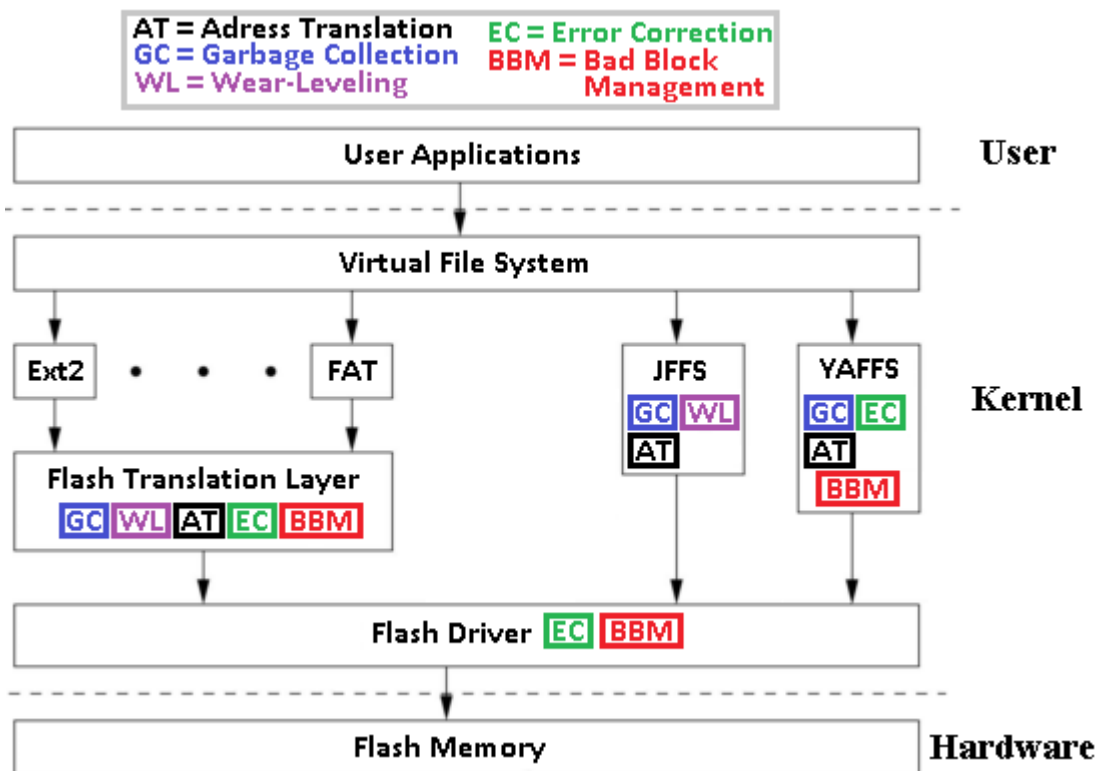 AT = Adress Translation
GC = Garbage Collection
WL = Wear-Leveling
EC = Error Correction
BBM = Bad Block
Management
User Applications
User
Virtual File System
Ext2 • • • FAT
JFFS
GC WL
AT
YAFFS
GC EC
AT
BBM
Kernel
Flash Translation Layer
GC WL AT EC BBM
Flash Driver EC BBM
Flash Memory
Hardware